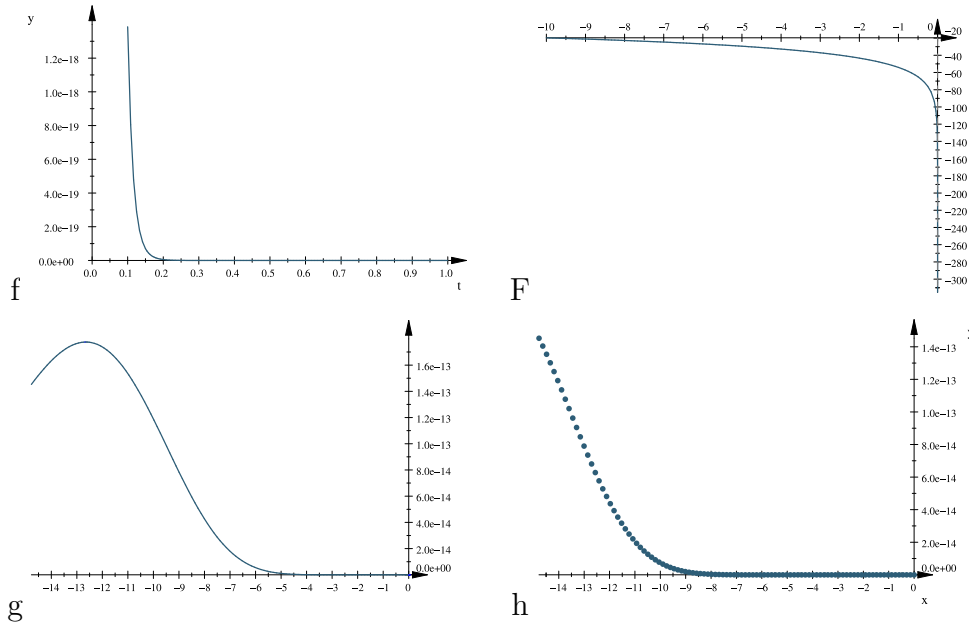 y
1.2e−18
1.0e−18
8.0e−19
6.0e−19
4.0e−19
2.0e−19
0.0e+00
0.0 0.1 0.2 0.3 0.4 0.5 0.6 0.7 0.8 0.9 1.0
t
f
−10 −9 −8 −7 −6 −5 −4 −3 −2 −1 0
−20
−40
−60
−80
−100
−120
−140
−160
−180
−200
−220
−240
−260
−280
−300
F
1.6e−13
1.4e−13
1.2e−13
1.0e−13
8.0e−14
6.0e−14
4.0e−14
2.0e−14
0.0e+00
−14 −13 −12 −11 −10 −9 −8 −7 −6 −5 −4 −3 −2 −1 0
g
1.4e−13
1.2e−13
1.0e−13
8.0e−14
6.0e−14
4.0e−14
2.0e−14
0.0e+00
−14 −13 −12 −11 −10 −9 −8 −7 −6 −5 −4 −3 −2 −1 0
x
h